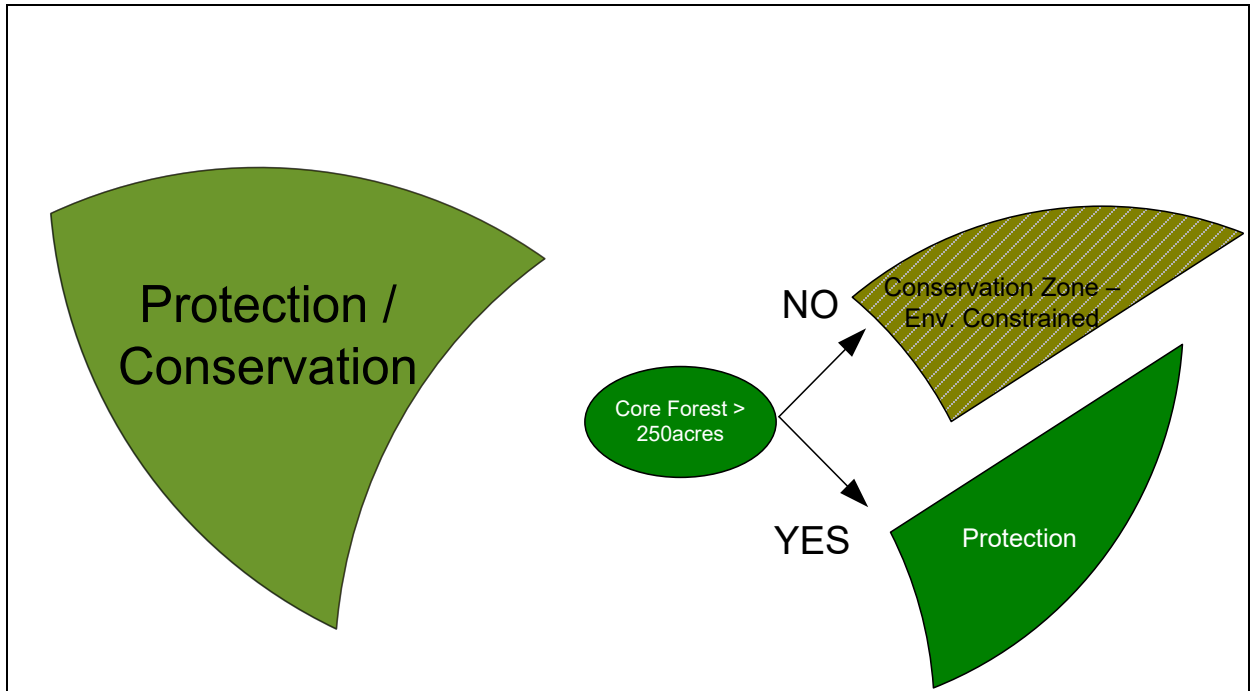 Protection /
Conservation
NO
Conservation Zone –
Env. Constrained
Core Forest >
250acres
YES
Protection